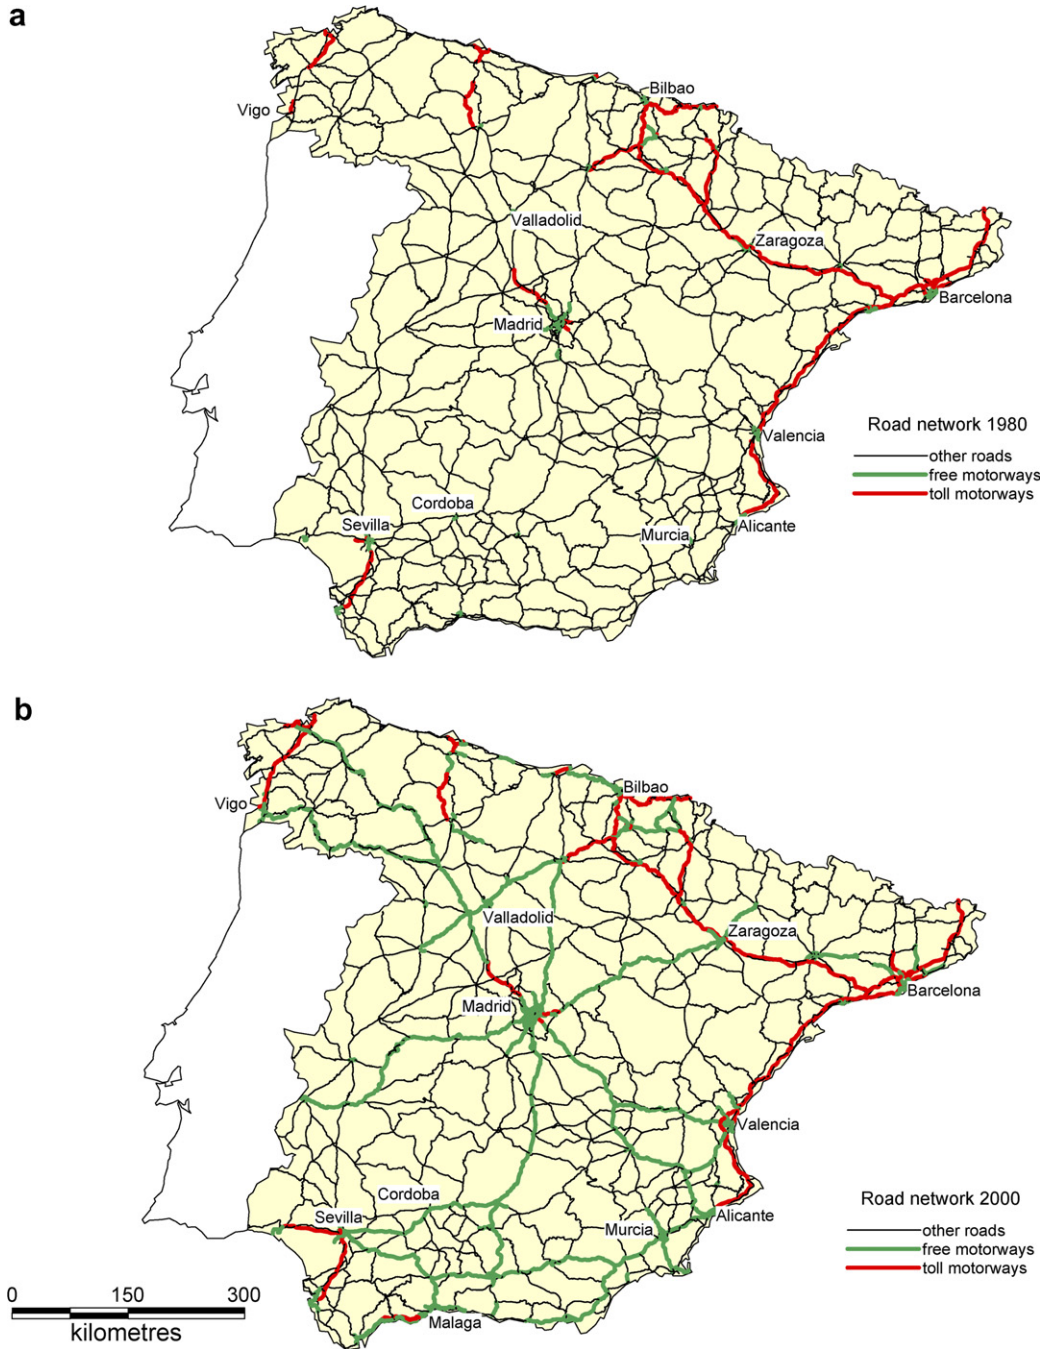 a
Bilbao
Vigo
Valladolid
Zaragoza
Barcelona
Madrid
Road network 1980
Valencia
other roads
free motorways
toll motorways
Cordoba
Sevilla
Murcia
Alicante
b
Bilbao
Vigo
Valladolid
Zaragoza
Barcelona
Madrid
Valencia
Road network 2000
Cordoba
Sevilla
Murcia
Alicante
other roads
free motorways
toll motorways
0 150 300
kilometres
Malaga